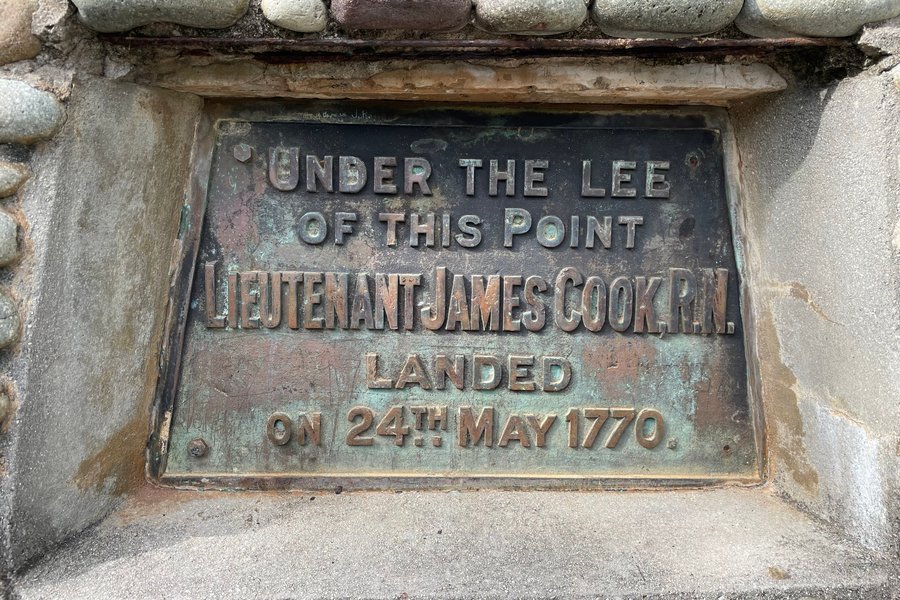 UNDER THE LEE
OF THIS POINT
LIEUTENANT JAMES COOK, R.N.
LANDED
ON 24TH MAY 1770.